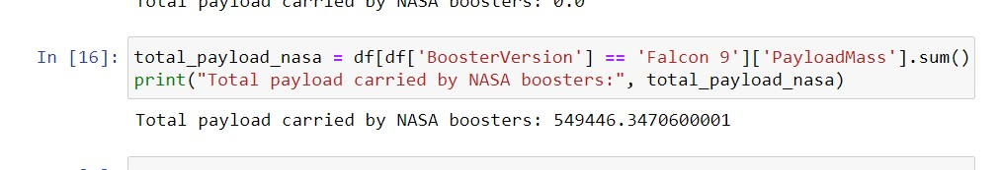 Total payload carried by NASA boosters: 0.0
In [16]: total_payload_nasa = df[df['BoosterVersion'] == 'Falcon 9']['PayloadMass'].sum()
print("Total payload carried by NASA boosters:", total_payload_nasa)
Total payload carried by NASA boosters: 549446.3470600001